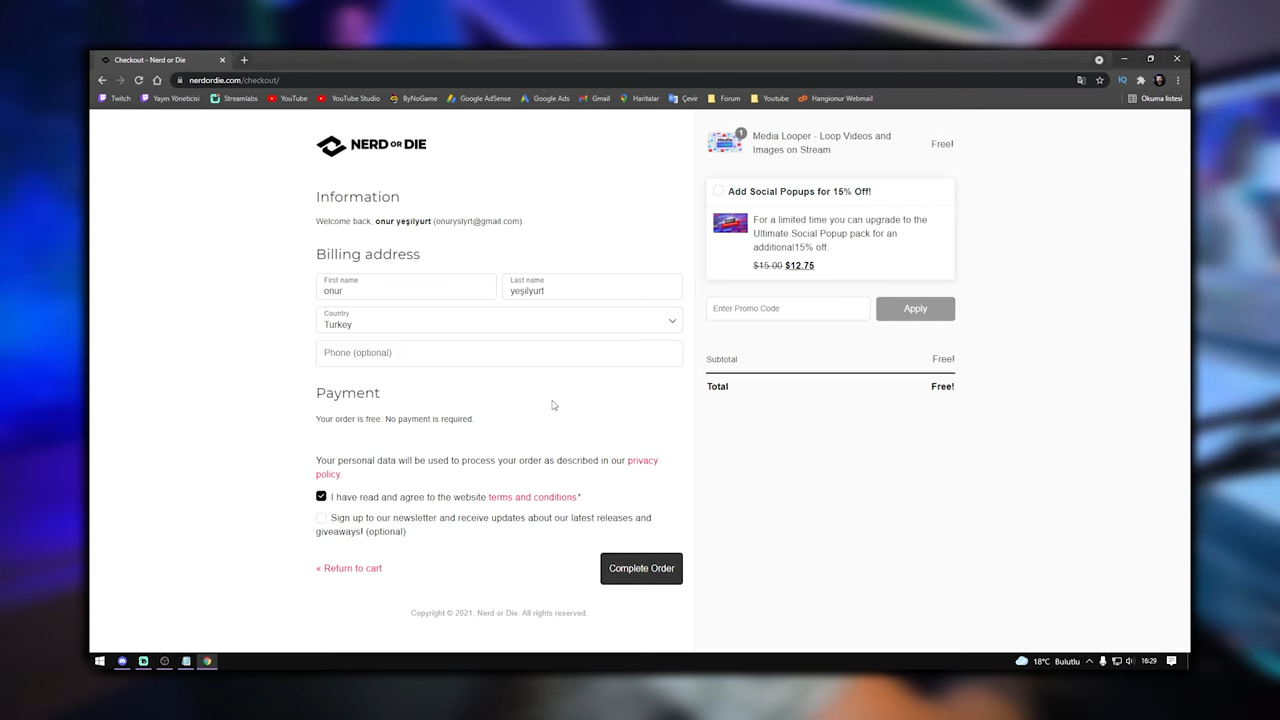 Checkout - Nerd or Die
nerdordie.com/checkout/
Twitch
Yayın Yöneticisi
Streamlabs
YouTube
YouTube Studio
ByNoGame
Google AdSense
Google Ads
Gmail
Haritalar
Çevir
Forum
Youtube
Hangionur Webmail
Okuma listesi
NERD OR DIE
Information
Welcome back, onur yeşilyurt (onuryslyrt@gmail.com).
Billing address
First name
onur
Last name
yeşilyurt
Country
Turkey
Phone (optional)
Payment
Your order is free. No payment is required.
Your personal data will be used to process your order as described in our privacy
policy.
I have read and agree to the website terms and conditions*
Sign up to our newsletter and receive updates about our latest releases and
giveaways! (optional)
« Return to cart
Complete Order
Copyright © 2021, Nerd or Die. All rights reserved.
1
Media Looper - Loop Videos and
Images on Stream
Free!
Add Social Popups for 15% Off!
For a limited time you can upgrade to the
Ultimate Social Popup pack for an
additional15% off.
$15.00 $12.75
Enter Promo Code
Apply
Subtotal
Free!
Total
Free!
18°C Bulutlu
16:29